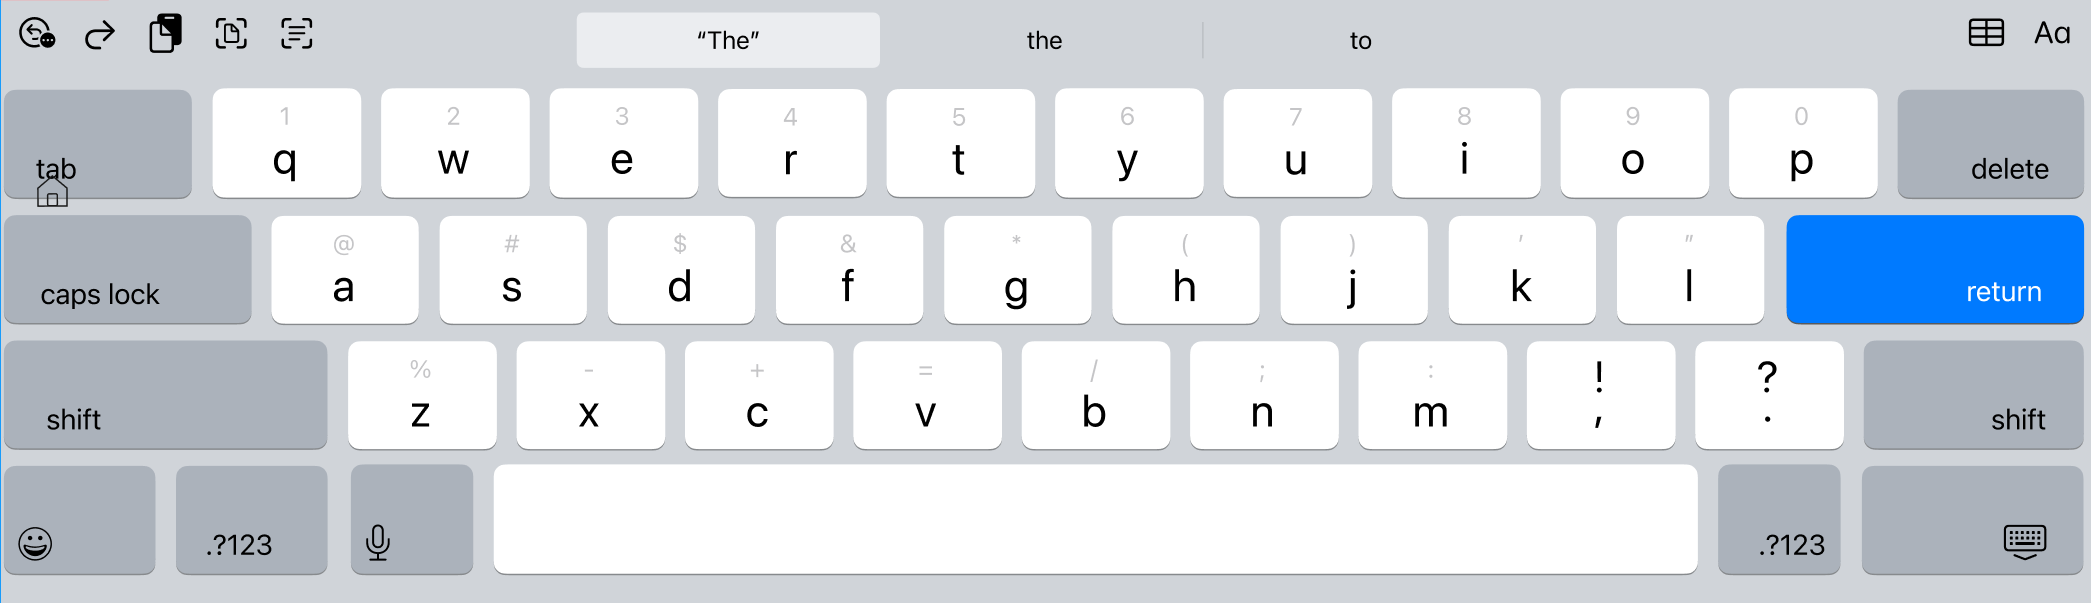 “The” the to Aa
tab 1 2 3 4 5 6 7 8 9 0
q w e r t y u i o p delete
@ # $ & * ( ) ′ ″
caps lock a s d f g h j k l return
% - + = / ; : ! ?
shift z x c v b n m , . shift
.?123 .?123